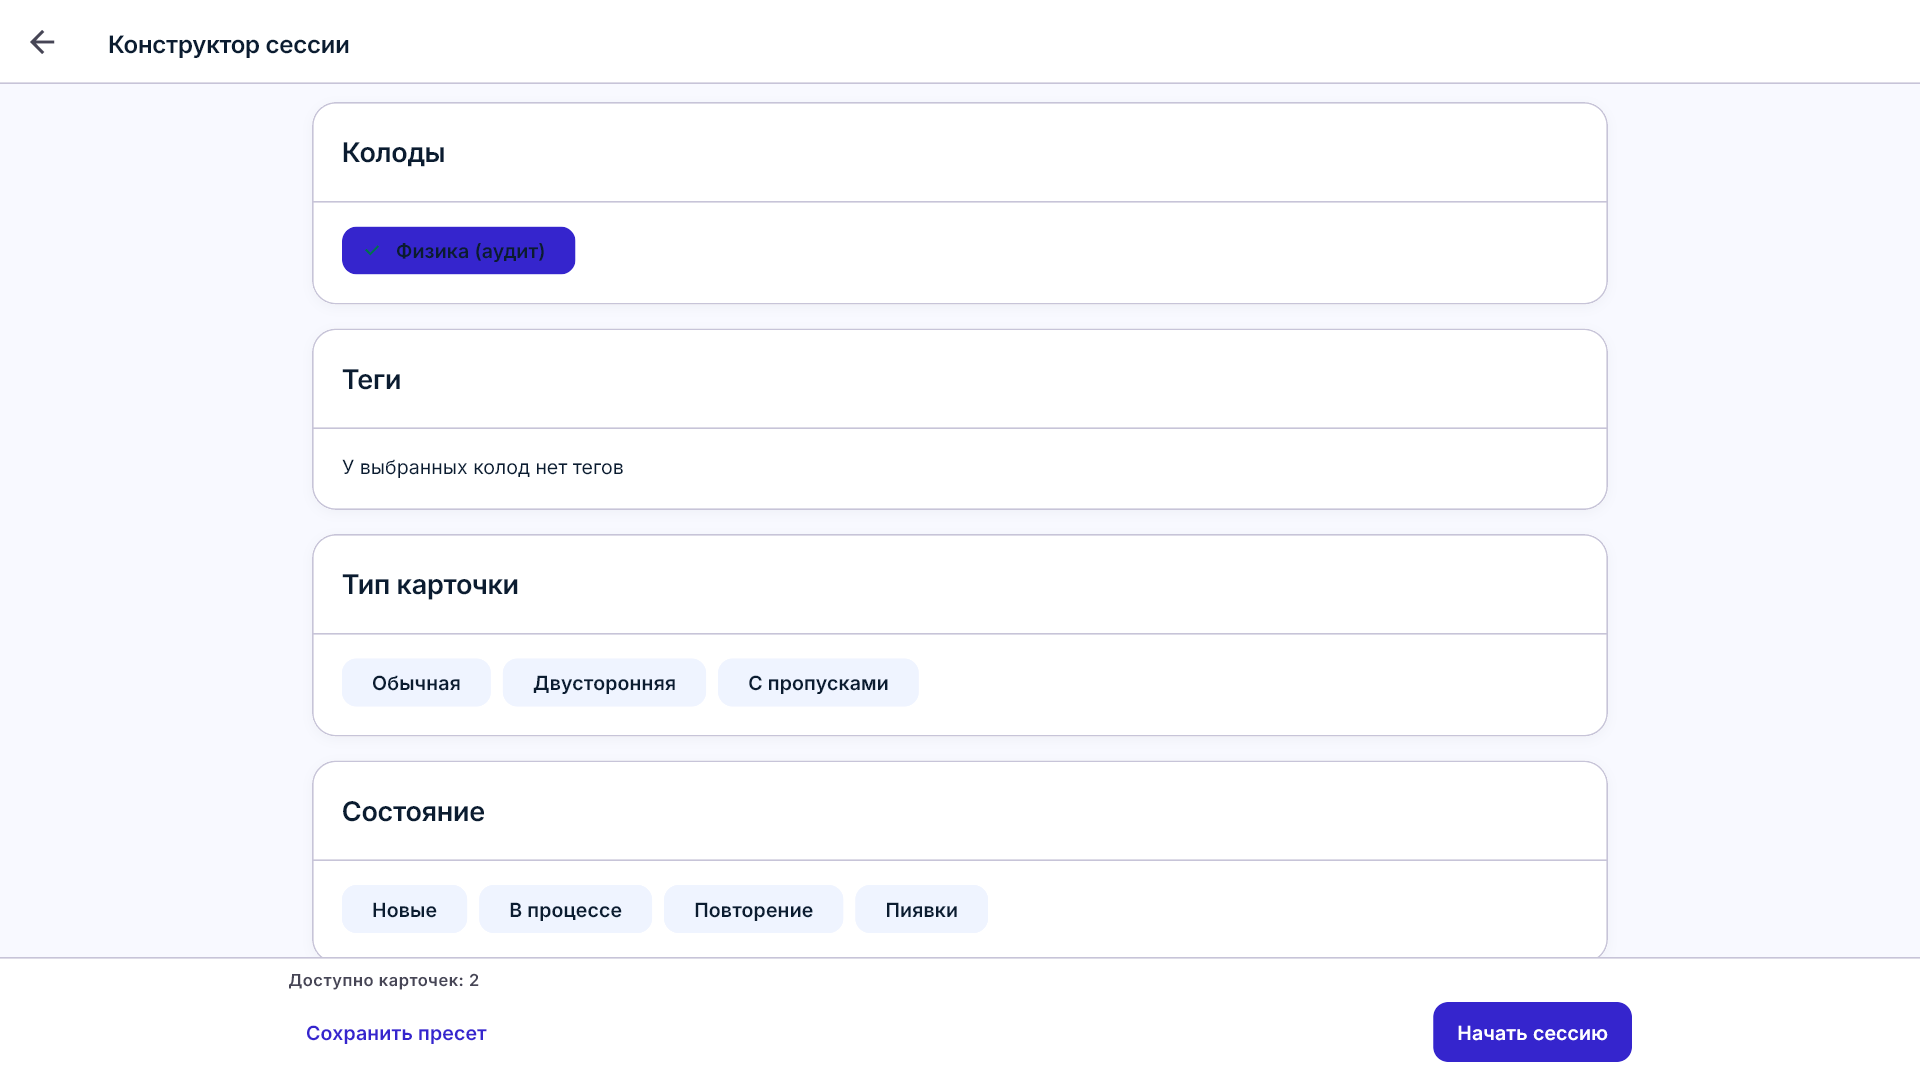 Конструктор сессии
Колоды
Физика (аудит)
Теги
У выбранных колод нет тегов
Тип карточки
Обычная
Двусторонняя
С пропусками
Состояние
Новые
В процессе
Повторение
Пиявки
Доступно карточек: 2
Сохранить пресет
Начать сессию